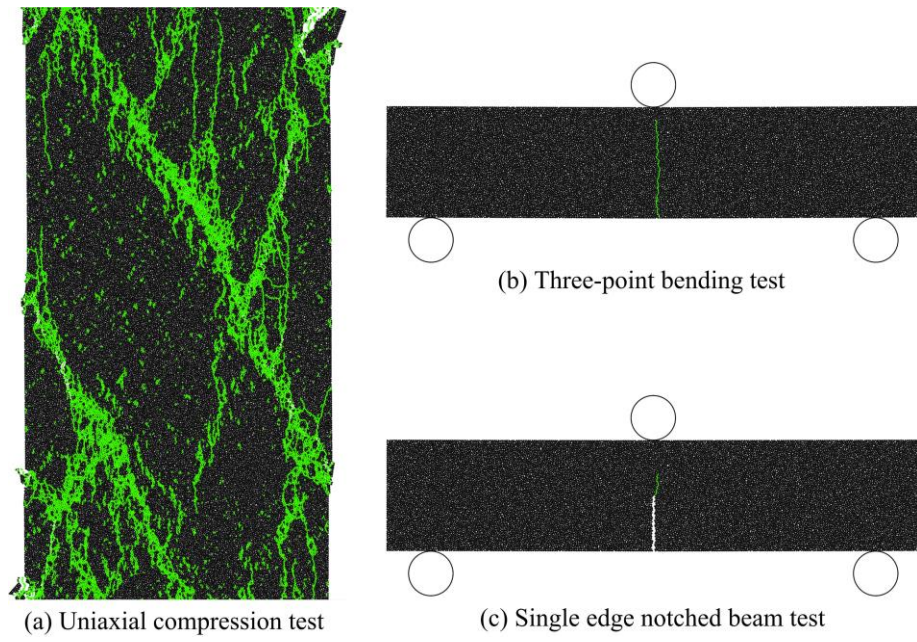 (a) Uniaxial compression test
(b) Three-point bending test
(c) Single edge notched beam test